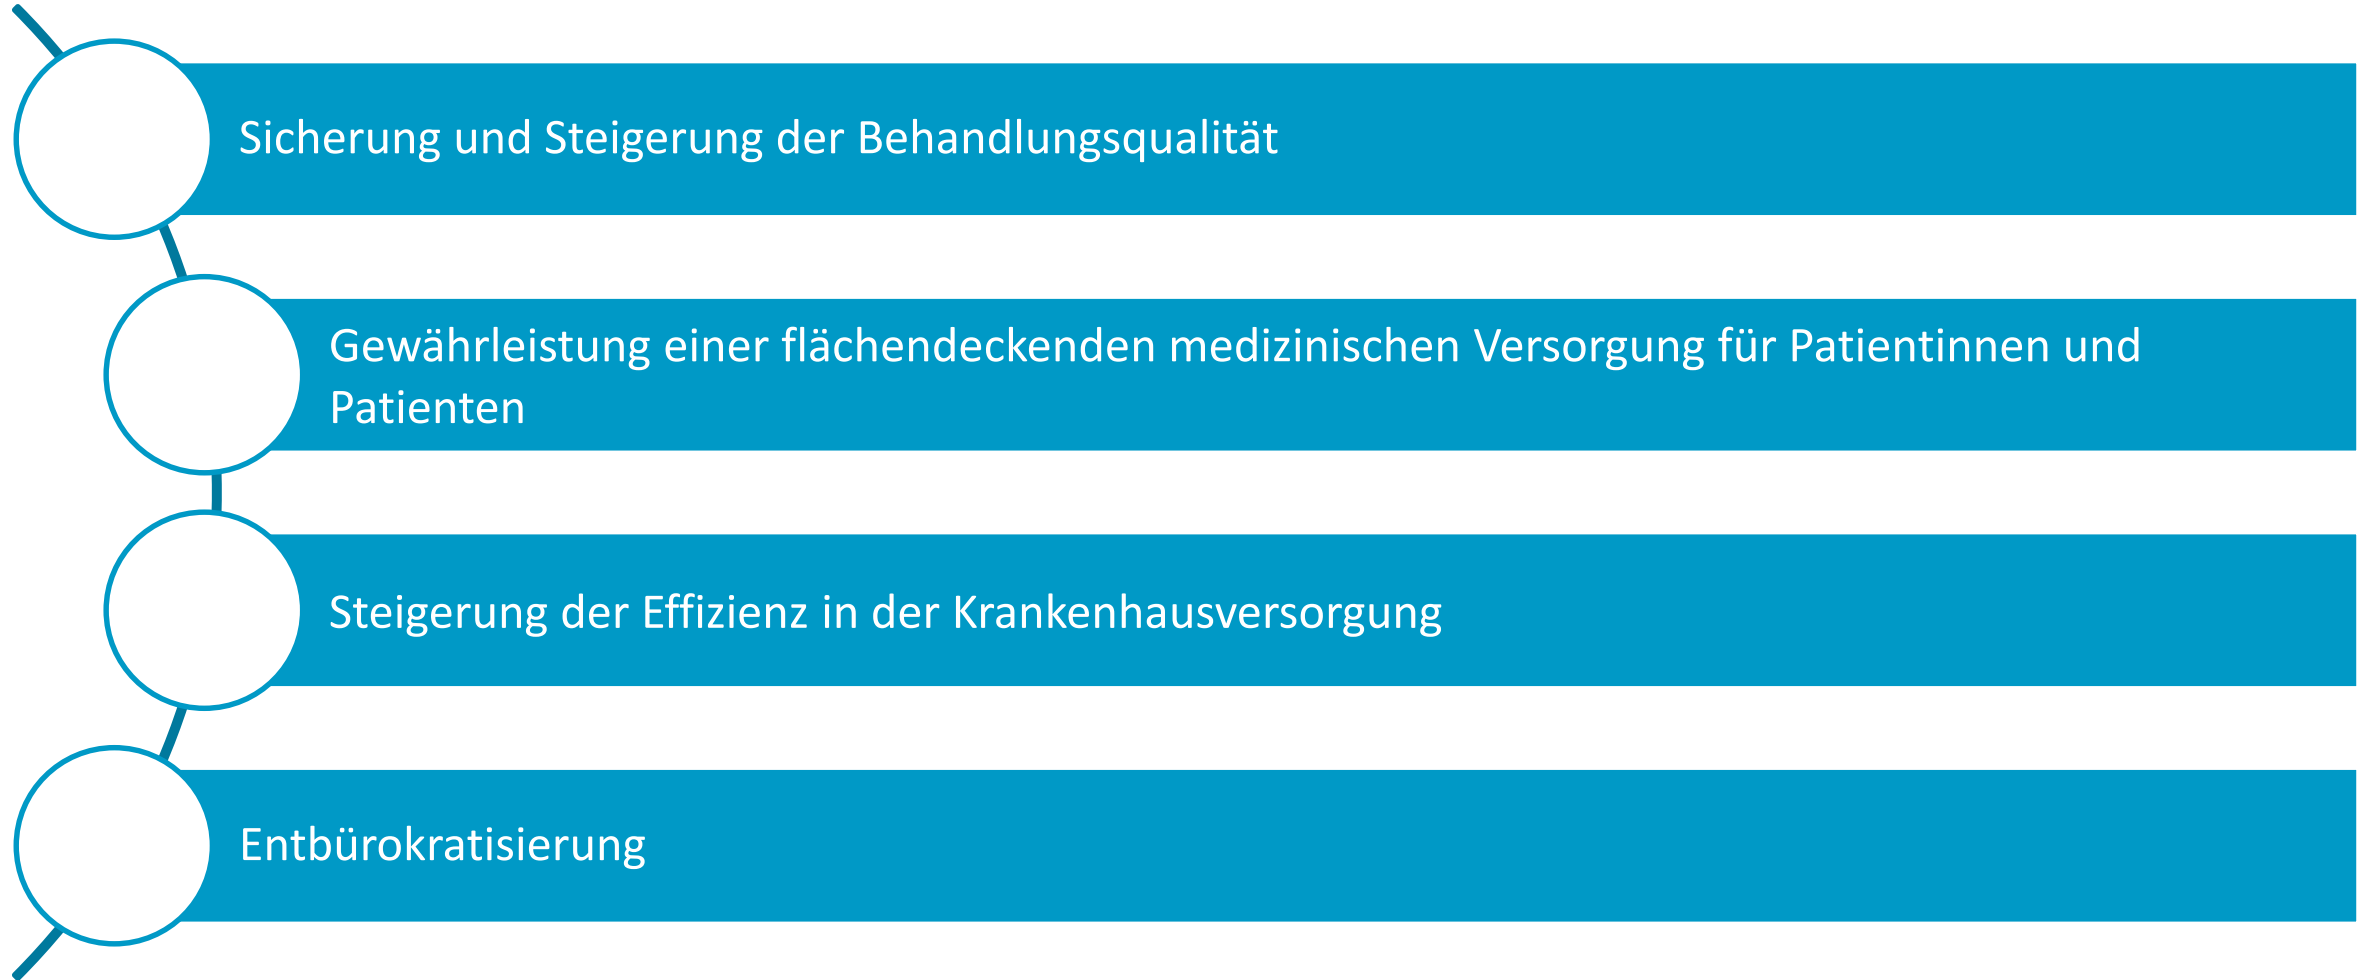 Sicherung und Steigerung der Behandlungsqualität
Gewährleistung einer flächendeckenden medizinischen Versorgung für Patientinnen und
Patienten
Steigerung der Effizienz in der Krankenhausversorgung
Entbürokratisierung